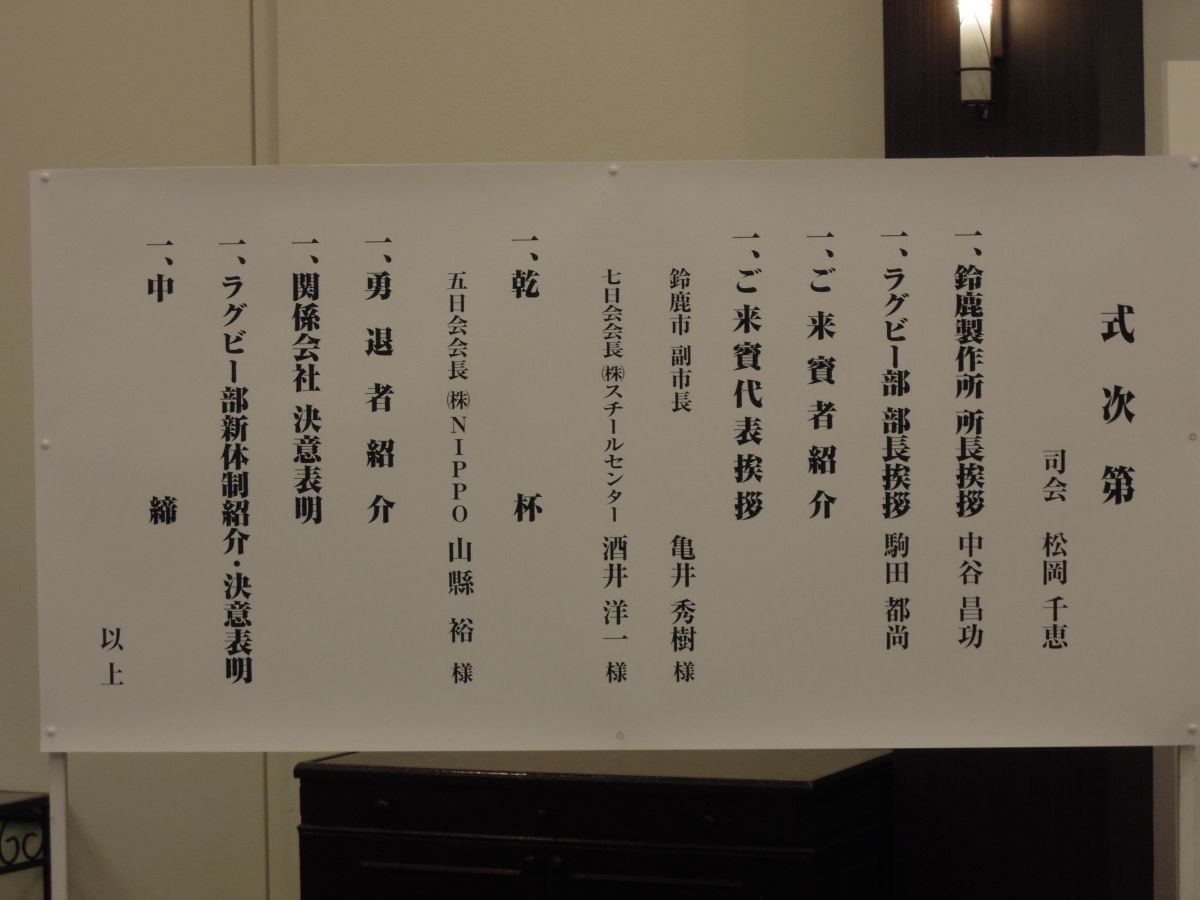 式次第
司会 松岡 千恵
一、鈴鹿製作所 所長挨拶 中谷 昌功
一、ラグビー部 部長挨拶 駒田 都尚
一、ご来賓者紹介
一、ご来賓代表挨拶
鈴鹿市 副市長 亀井 秀樹 様
七日会会長 ㈱スチールセンター 酒井 洋一 様
一、乾杯
五日会会長 ㈱NIPPO 山縣 裕 様
一、勇退者紹介
一、関係会社 決意表明
一、ラグビー部新体制紹介・決意表明
一、中締
以上